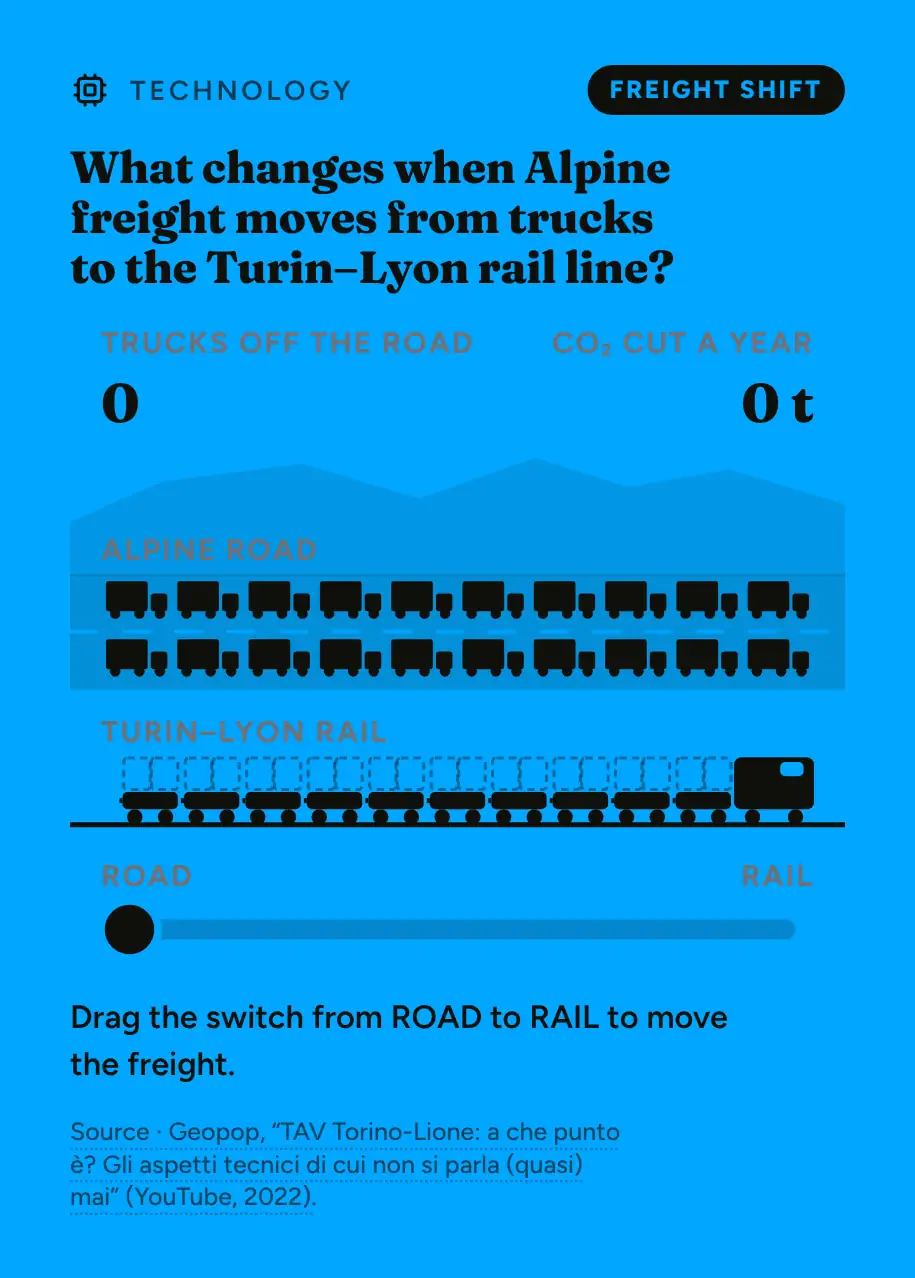 TECHNOLOGY
FREIGHT SHIFT
What changes when Alpine
freight moves from trucks
to the Turin–Lyon rail line?
TRUCKS OFF THE ROAD
CO₂ CUT A YEAR
0
0 t
ALPINE ROAD
TURIN–LYON RAIL
ROAD
RAIL
Drag the switch from ROAD to RAIL to move
the freight.
Source · Geopop, “TAV Torino-Lione: a che punto
è? Gli aspetti tecnici di cui non si parla (quasi)
mai” (YouTube, 2022).